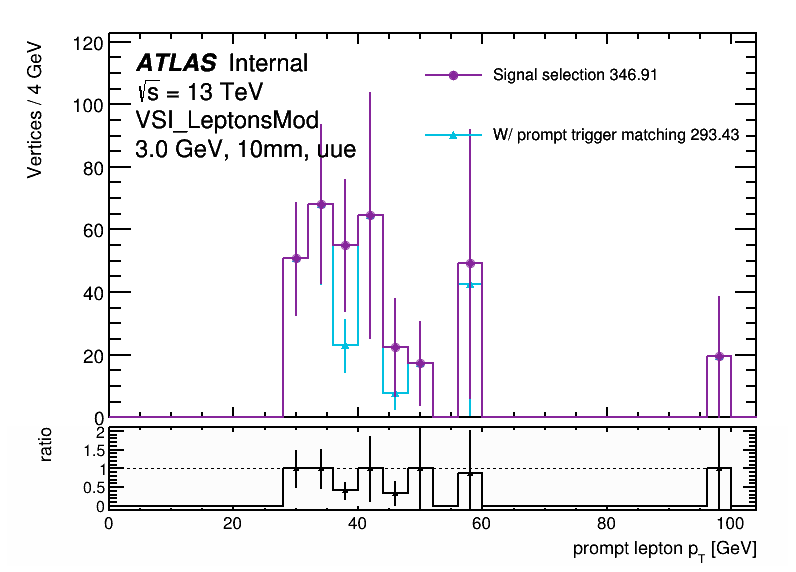 Vertices / 4 GeV
120
100
80
60
40
20
0
ATLAS Internal
√s = 13 TeV
VSI_LeptonsMod
3.0 GeV, 10mm, uue
Signal selection 346.91
W/ prompt trigger matching 293.43
ratio
2
1.5
1
0.5
0
0 20 40 60 80 100
prompt lepton p_T [GeV]